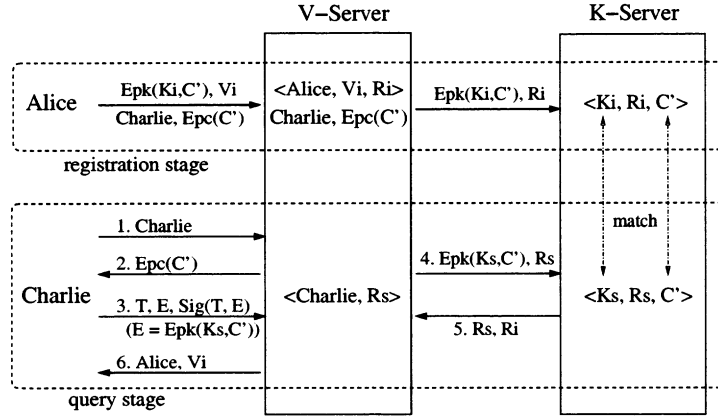 V−Server
K−Server
Alice
Epk(Ki,C'), Vi
Charlie, Epc(C')
<Alice, Vi, Ri>
Charlie, Epc(C')
Epk(Ki,C'), Ri
<Ki, Ri, C'>
registration stage
match
Charlie
1. Charlie
2. Epc(C')
3. T, E, Sig(T, E)
(E = Epk(Ks,C'))
6. Alice, Vi
<Charlie, Rs>
4. Epk(Ks,C'), Rs
5. Rs, Ri
<Ks, Rs, C'>
query stage